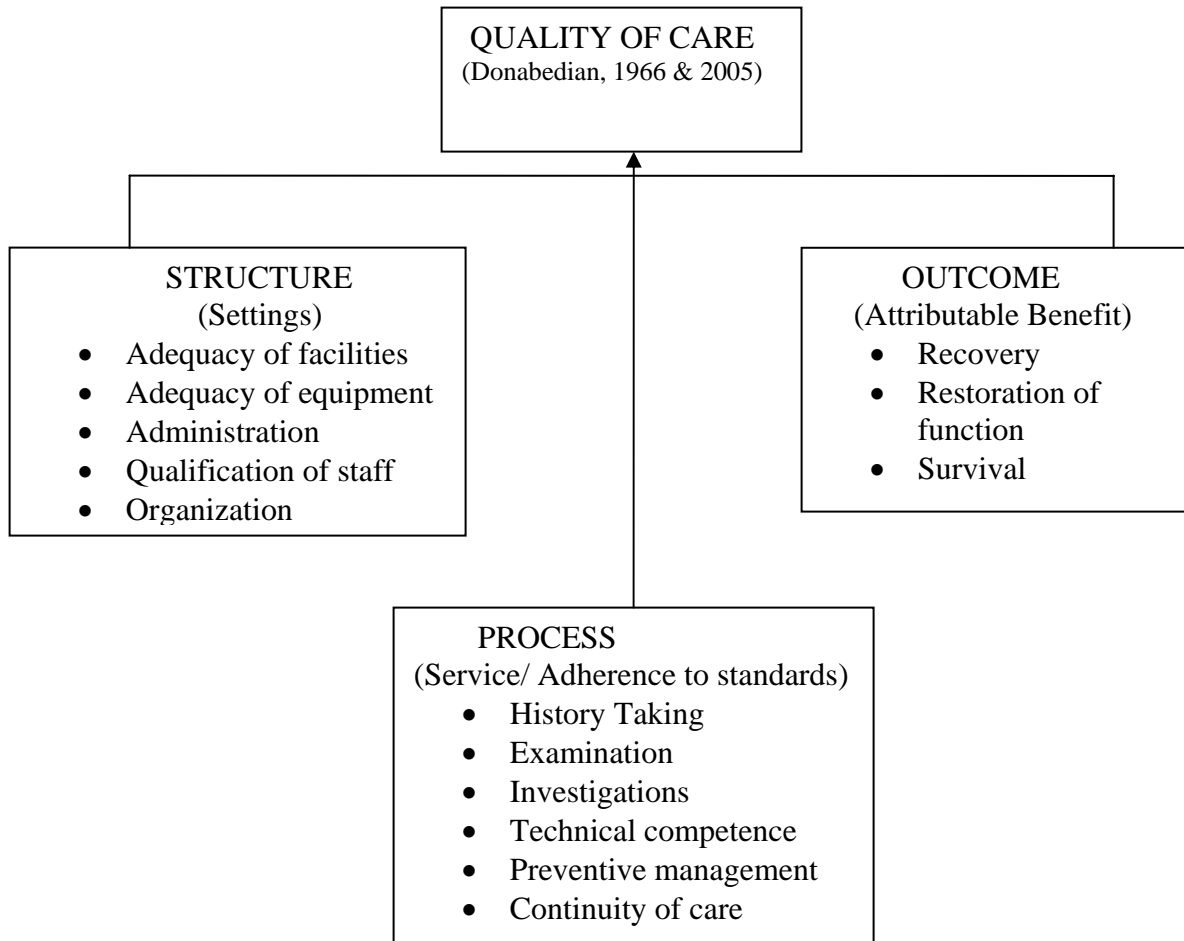 QUALITY OF CARE
(Donabedian, 1966 & 2005)
STRUCTURE
(Settings)
• Adequacy of facilities
• Adequacy of equipment
• Administration
• Qualification of staff
• Organization
OUTCOME
(Attributable Benefit)
• Recovery
• Restoration of
function
• Survival
PROCESS
(Service/ Adherence to standards)
• History Taking
• Examination
• Investigations
• Technical competence
• Preventive management
• Continuity of care